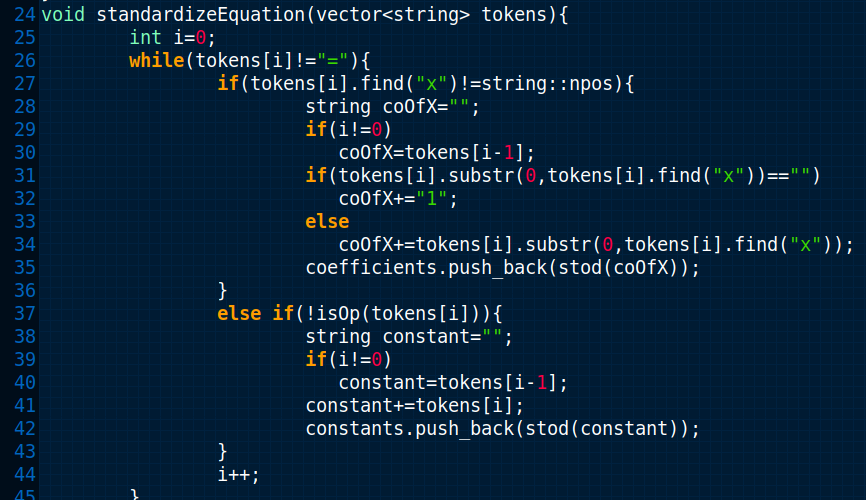 24 void standardizeEquation(vector<string> tokens){
25 int i=0;
26 while(tokens[i]!="="){
27 if(tokens[i].find("x")!=string::npos){
28 string coOfX="";
29 if(i!=0)
30 coOfX=tokens[i-1];
31 if(tokens[i].substr(0,tokens[i].find("x"))=="")
32 coOfX+="1";
33 else
34 coOfX+=tokens[i].substr(0,tokens[i].find("x"));
35 coefficients.push_back(stod(coOfX));
36 }
37 else if(!isOp(tokens[i])){
38 string constant="";
39 if(i!=0)
40 constant=tokens[i-1];
41 constant+=tokens[i];
42 constants.push_back(stod(constant));
43 }
44 i++;
45 }